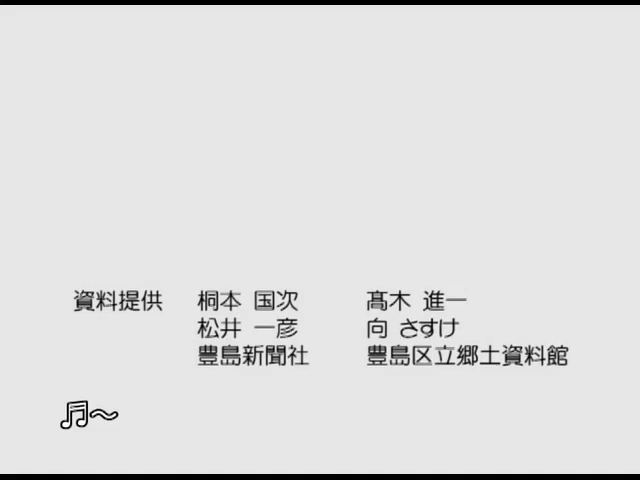 資料提供 桐本 国次 髙木 進一
松井 一彦 向 さすけ
豊島新聞社 豊島区立郷土資料館
♬～